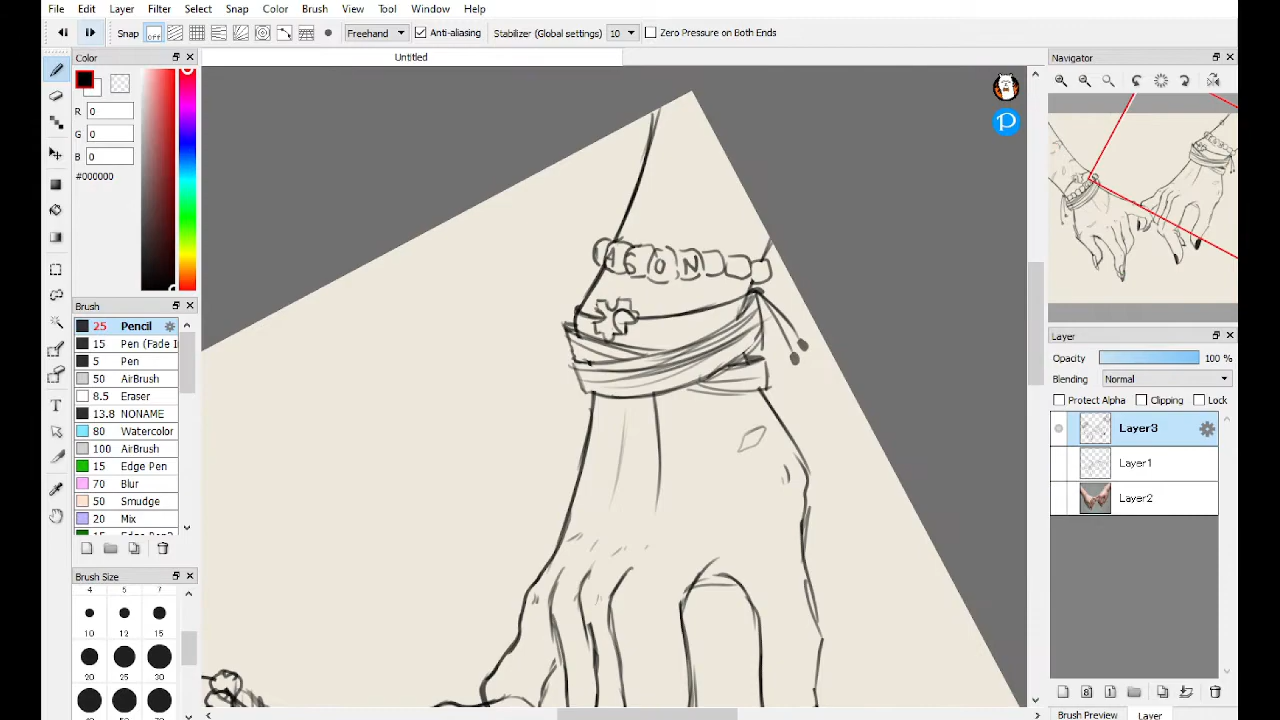 File Edit Layer Filter Select Snap Color Brush View Tool Window Help
Snap OFF Freehand Anti-aliasing Stabilizer (Global settings) 10 Zero Pressure on Both Ends
Color
Untitled
Navigator
R 0
G 0
B 0
#000000
Brush
25 Pencil
15 Pen (Fade I
5 Pen
50 AirBrush
8.5 Eraser
13.8 NONAME
80 Watercolor
100 AirBrush
15 Edge Pen
70 Blur
50 Smudge
20 Mix
Brush Size
4 5 7
10 12 15
20 25 30
AGON
Layer
Opacity 100 %
Blending Normal
Protect Alpha Clipping Lock
Layer3
Layer1
Layer2
8 1
Brush Preview Layer